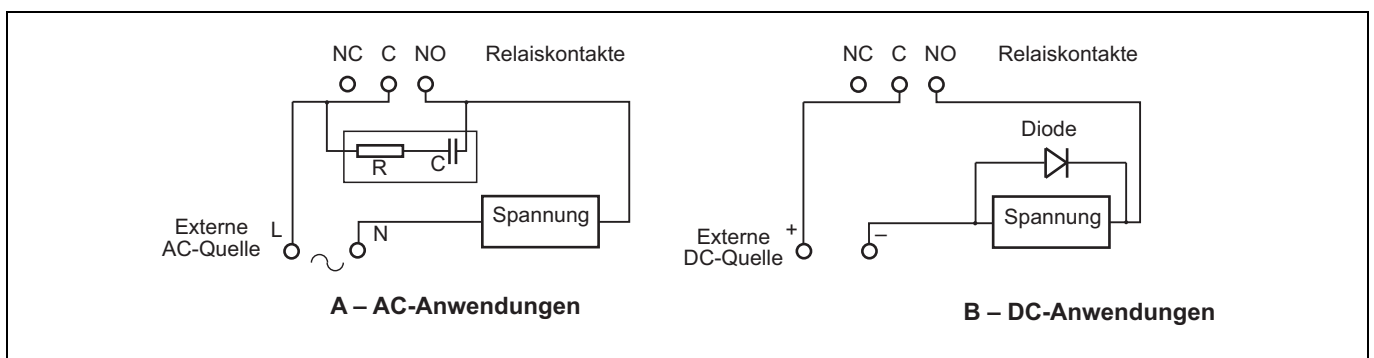 NC C NO Relaiskontakte
R C
Externe
AC-Quelle
L
N
Spannung
A – AC-Anwendungen
NC C NO Relaiskontakte
Diode
Spannung
Externe
DC-Quelle
+
–
B – DC-Anwendungen